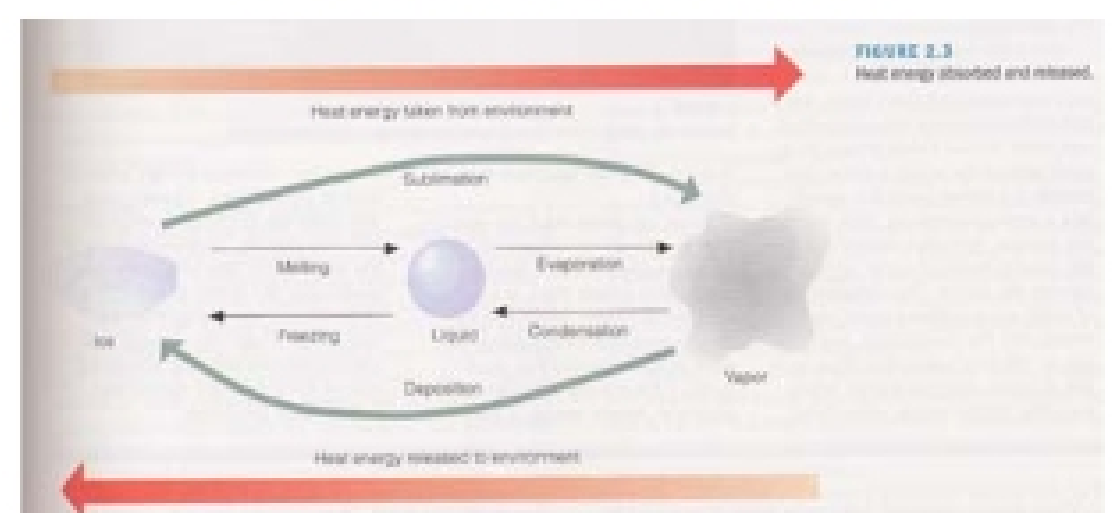 FIGURE 2.3
Heat energy absorbed and released.
Heat energy taken from environment
Sublimation
Melting
Evaporation
Freezing
Liquid
Condensation
Ice
Vapor
Deposition
Heat energy released to environment